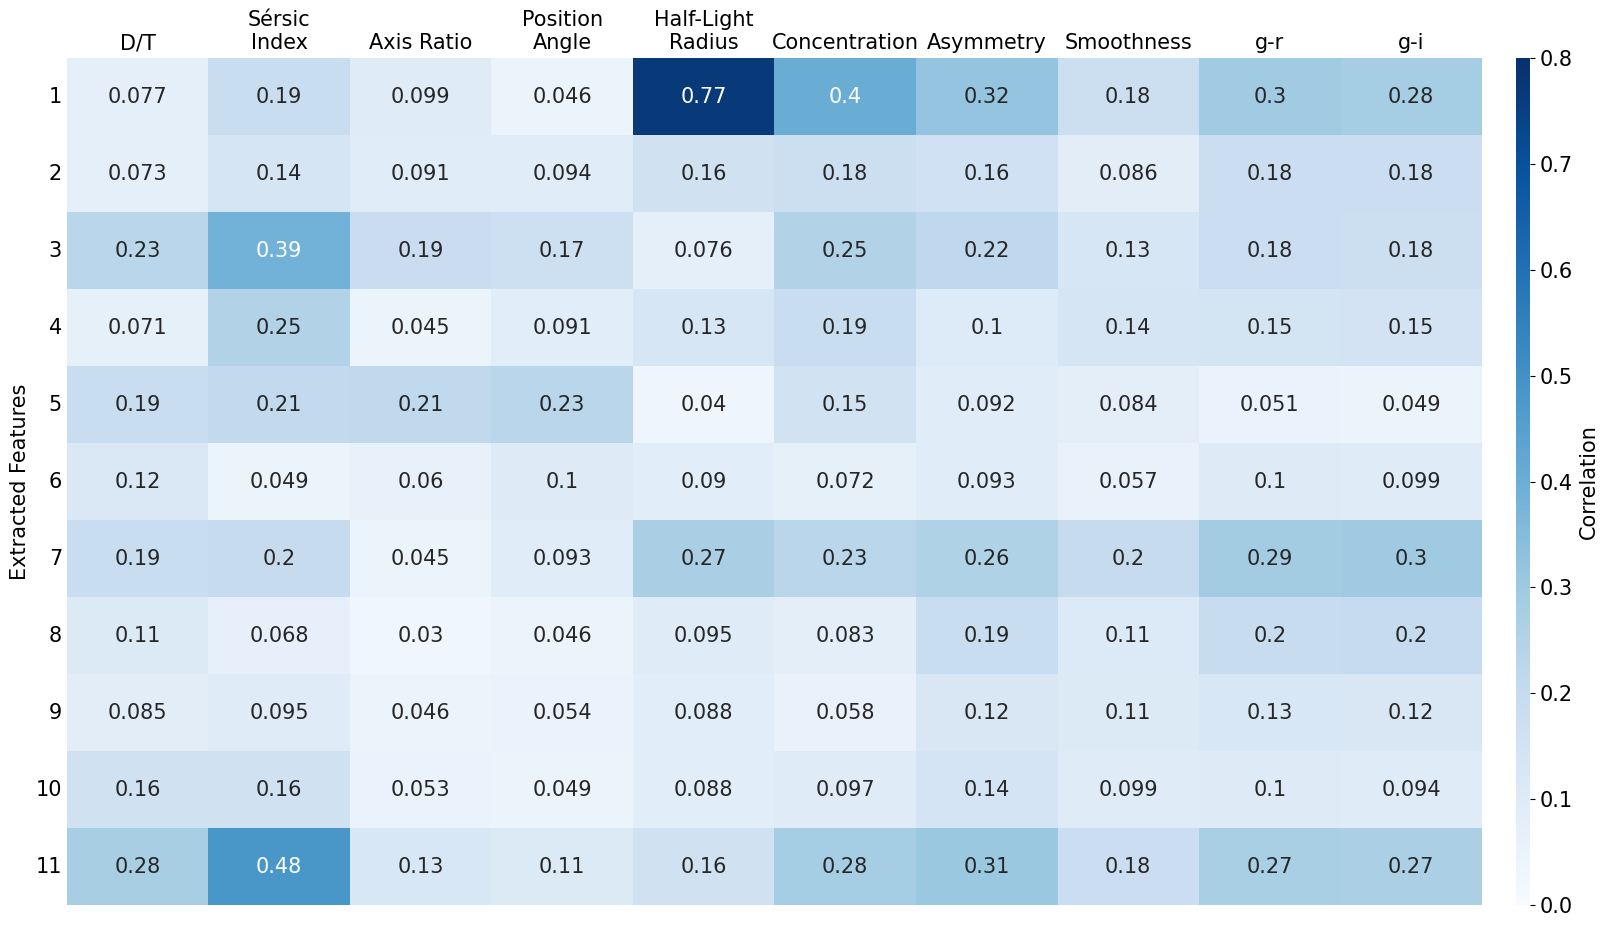 D/T Sérsic Index Axis Ratio Position Angle Half-Light Radius Concentration Asymmetry Smoothness g-r g-i
Extracted Features
1 0.077 0.19 0.099 0.046 0.77 0.4 0.32 0.18 0.3 0.28
2 0.073 0.14 0.091 0.094 0.16 0.18 0.16 0.086 0.18 0.18
3 0.23 0.39 0.19 0.17 0.076 0.25 0.22 0.13 0.18 0.18
4 0.071 0.25 0.045 0.091 0.13 0.19 0.1 0.14 0.15 0.15
5 0.19 0.21 0.21 0.23 0.04 0.15 0.092 0.084 0.051 0.049
6 0.12 0.049 0.06 0.1 0.09 0.072 0.093 0.057 0.1 0.099
7 0.19 0.2 0.045 0.093 0.27 0.23 0.26 0.2 0.29 0.3
8 0.11 0.068 0.03 0.046 0.095 0.083 0.19 0.11 0.2 0.2
9 0.085 0.095 0.046 0.054 0.088 0.058 0.12 0.11 0.13 0.12
10 0.16 0.16 0.053 0.049 0.088 0.097 0.14 0.099 0.1 0.094
11 0.28 0.48 0.13 0.11 0.16 0.28 0.31 0.18 0.27 0.27
0.8
0.7
0.6
0.5
0.4
0.3
0.2
0.1
0.0
Correlation